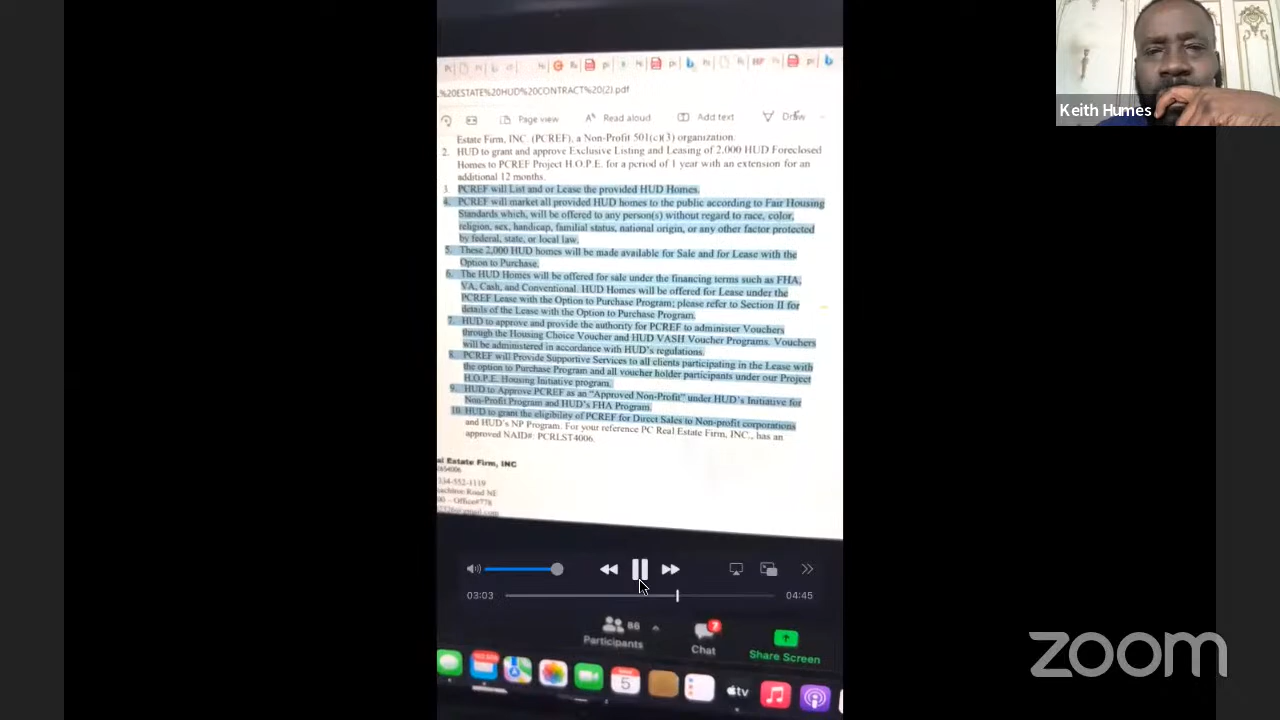 Keith Humes
_%20ESTATE%20HUD%20CONTRACT%20(2).pdf
Page view
Read aloud
Add text
Draw
Estate Firm, INC (PCREF), a Non-Profit 501(c)(3) organization.
2. HUD to grant and approve Exclusive Listing and Leasing of 2,000 HUD Foreclosed
Homes to PCREF Project H.O.P.E. for a period of 1 year with an extension for an
additional 12 months.
3. PCREF will List and or Lease the provided HUD Homes.
4. PCREF will market all provided HUD homes to the public according to Fair Housing
Standards which, will be offered to any person(s) without regard to race, color,
religion, sex, handicap, familial status, national origin, or any other factor protected
by federal, state, or local law.
5. These 2,000 HUD homes will be made available for Sale and for Lease with the
Option to Purchase.
6. The HUD Homes will be offered for sale under the financing terms such as FHA,
VA, Cash, and Conventional. HUD Homes will be offered for Lease under the
PCREF Lease with the Option to Purchase Program; please refer to Section II for
details of the Lease with the Option to Purchase Program.
7. HUD to approve and provide the authority for PCREF to administer Vouchers
through the Housing Choice Voucher and HUD VASH Voucher Programs. Vouchers
will be administered in accordance with HUD's regulations.
8. PCREF will Provide Supportive Services to all clients participating in the Lease with
the option to Purchase Program and all voucher holder participants under our Project
H.O.P.E. Housing Initiative program.
9. HUD to Approve PCREF as an "Approved Non-Profit" under HUD's Initiative for
Non-Profit Program and HUD's FHA Program.
10. HUD to grant the eligibility of PCREF for Direct Sales to Non-profit corporations
and HUD's NP Program. For your reference PC Real Estate Firm, INC., has an
approved NAID#: PCRLST4006.
al Estate Firm, INC
334-552-1119
Road NE
Office#778
03:03
04:45
86
Participants
7
Chat
Share Screen
5
tv
zoom